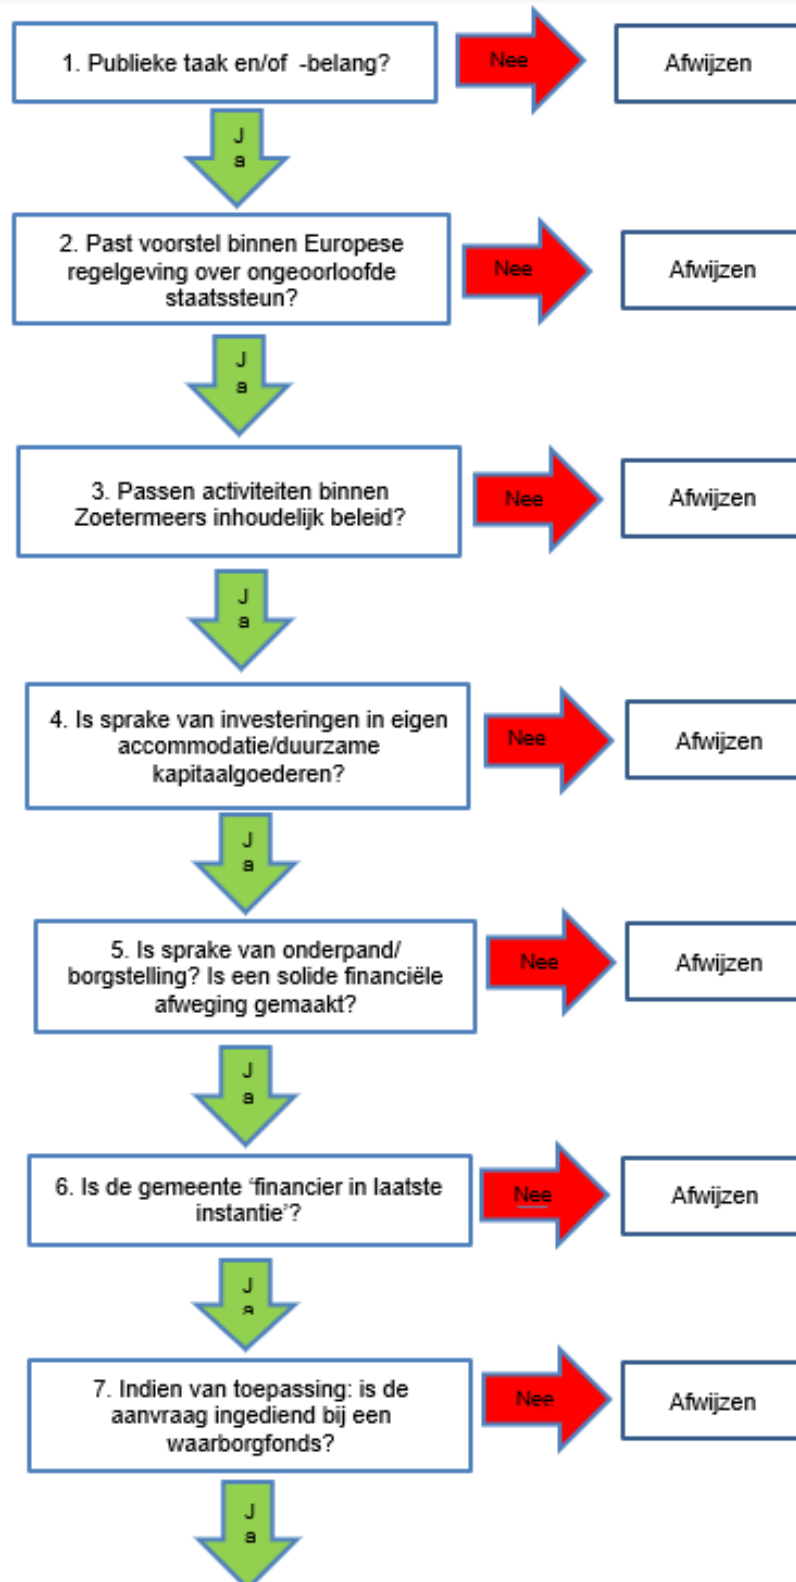 1. Publieke taak en/of -belang?
Nee
Afwijzen
J
a
2. Past voorstel binnen Europese
regelgeving over ongeoorloofde
staatssteun?
Nee
Afwijzen
J
a
3. Passen activiteiten binnen
Zoetermeers inhoudelijk beleid?
Nee
Afwijzen
J
a
4. Is sprake van investeringen in eigen
accommodatie/duurzame
kapitaalgoederen?
Nee
Afwijzen
J
a
5. Is sprake van onderpand/
borgstelling? Is een solide financiële
afweging gemaakt?
Nee
Afwijzen
J
a
6. Is de gemeente ‘financier in laatste
instantie’?
Nee
Afwijzen
J
a
7. Indien van toepassing: is de
aanvraag ingediend bij een
waarborgfonds?
Nee
Afwijzen
J
a